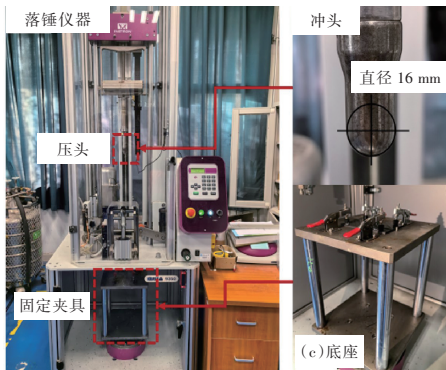 落锤仪器
冲头
直径 16 mm
压头
固定夹具
(c)底座